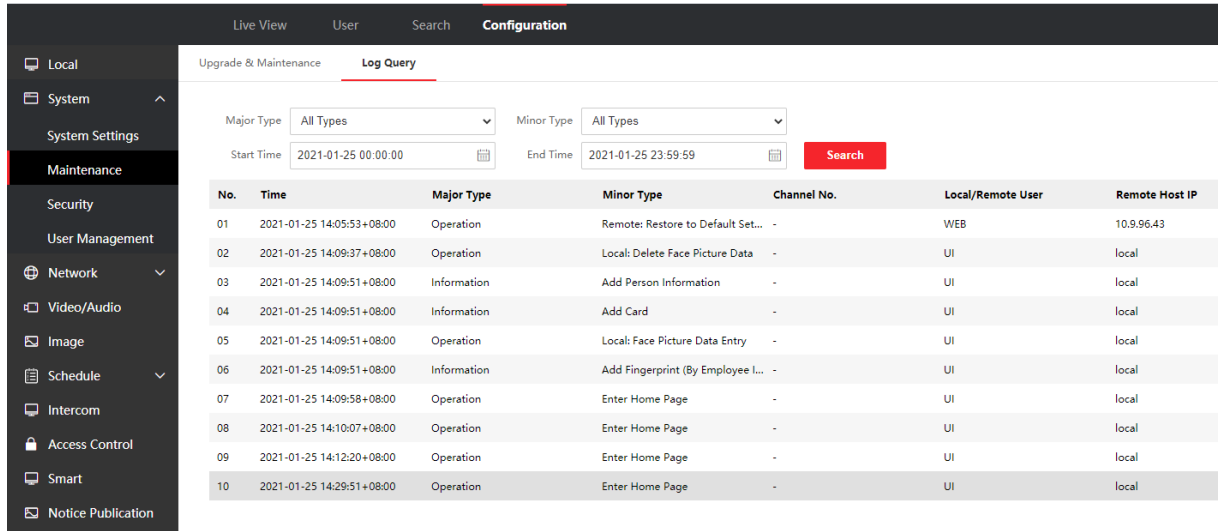 Live View User Search Configuration
Local
System
System Settings
Maintenance
Security
User Management
Network
Video/Audio
Image
Schedule
Intercom
Access Control
Smart
Notice Publication
Upgrade & Maintenance Log Query
Major Type All Types Minor Type All Types
Start Time 2021-01-25 00:00:00 End Time 2021-01-25 23:59:59 Search
No. Time Major Type Minor Type Channel No. Local/Remote User Remote Host IP
01 2021-01-25 14:05:53+08:00 Operation Remote: Restore to Default Set... - WEB 10.9.96.43
02 2021-01-25 14:09:37+08:00 Operation Local: Delete Face Picture Data - UI local
03 2021-01-25 14:09:51+08:00 Information Add Person Information - UI local
04 2021-01-25 14:09:51+08:00 Information Add Card - UI local
05 2021-01-25 14:09:51+08:00 Operation Local: Face Picture Data Entry - UI local
06 2021-01-25 14:09:51+08:00 Information Add Fingerprint (By Employee I... - UI local
07 2021-01-25 14:09:58+08:00 Operation Enter Home Page - UI local
08 2021-01-25 14:10:07+08:00 Operation Enter Home Page - UI local
09 2021-01-25 14:12:20+08:00 Operation Enter Home Page - UI local
10 2021-01-25 14:29:51+08:00 Operation Enter Home Page - UI local